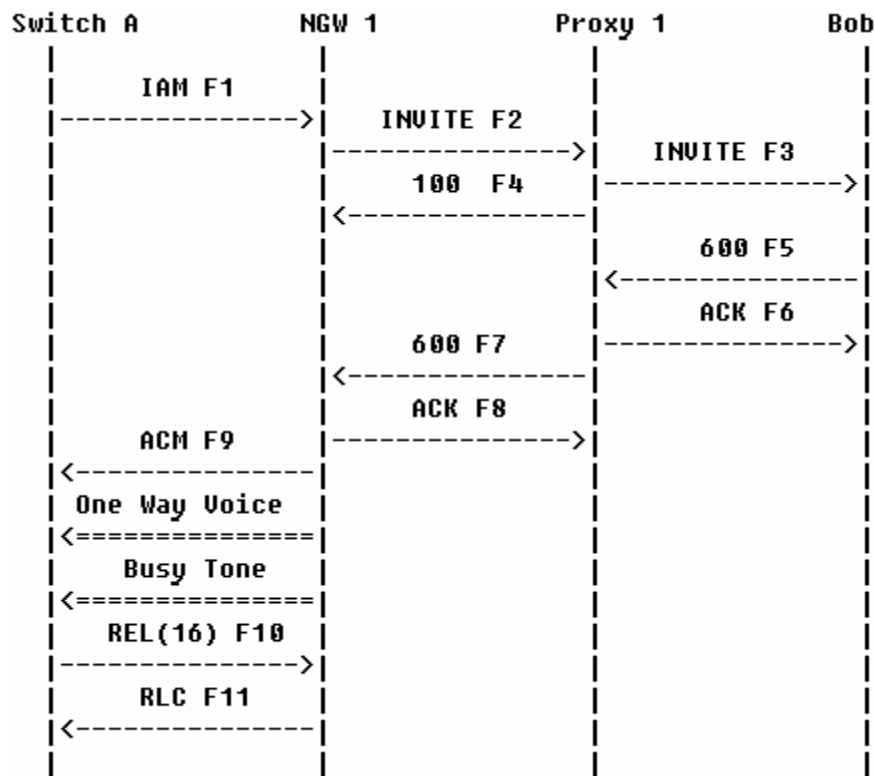 Switch A NGW 1 Proxy 1 Bob
IAM F1
INVITE F2
INVITE F3
100 F4
600 F5
ACK F6
600 F7
ACK F8
ACM F9
One Way Voice
Busy Tone
REL(16) F10
RLC F11